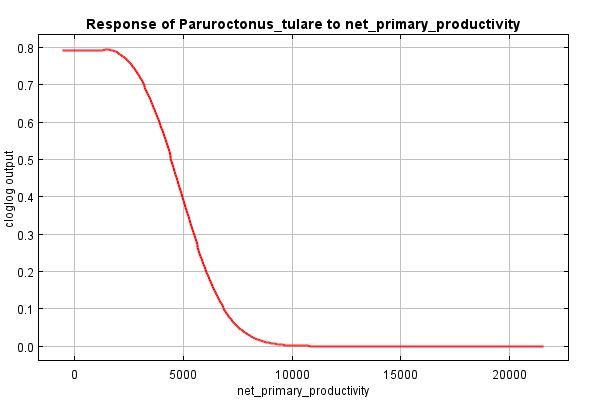 Response of Paruroctonus_tulare to net_primary_productivity
0.8
0.7
0.6
0.5
0.4
0.3
0.2
0.1
0.0
cloglog output
0 5000 10000 15000 20000
net_primary_productivity